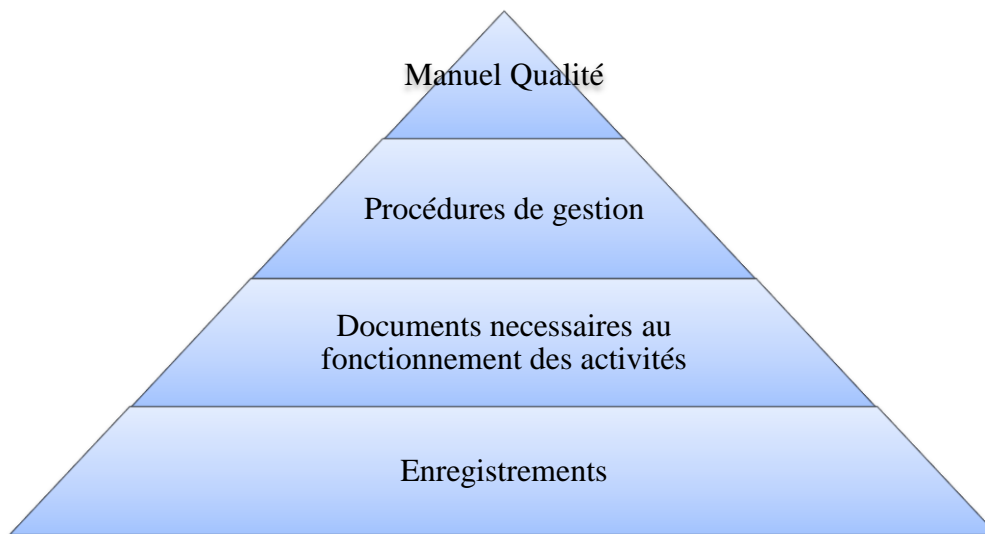 Manuel Qualité
Procédures de gestion
Documents necessaires au
fonctionnement des activités
Enregistrements